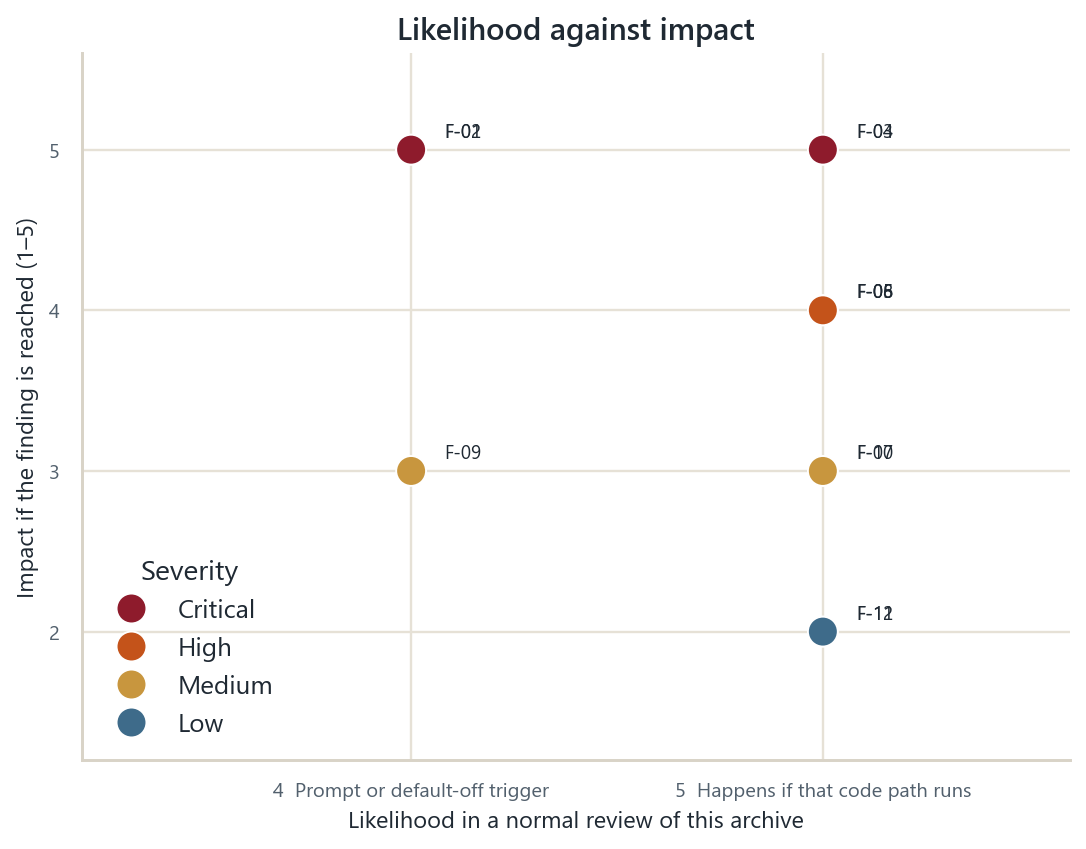 Likelihood against impact
5
4
3
2
Impact if the finding is reached (1–5)
F-09
Severity
Critical
High
Medium
Low
4 Prompt or default-off trigger
5 Happens if that code path runs
Likelihood in a normal review of this archive